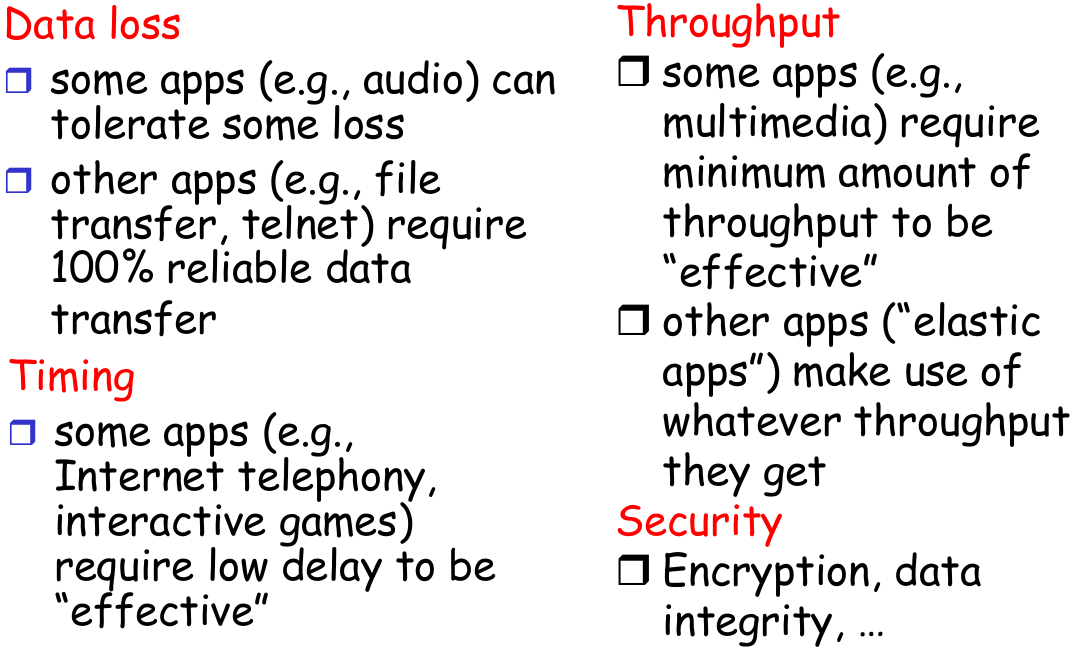 Data loss
❒ some apps (e.g., audio) can
tolerate some loss
❒ other apps (e.g., file
transfer, telnet) require
100% reliable data
transfer
Timing
❒ some apps (e.g.,
Internet telephony,
interactive games)
require low delay to be
“effective”
Throughput
❒ some apps (e.g.,
multimedia) require
minimum amount of
throughput to be
“effective”
❒ other apps (“elastic
apps”) make use of
whatever throughput
they get
Security
❒ Encryption, data
integrity, …